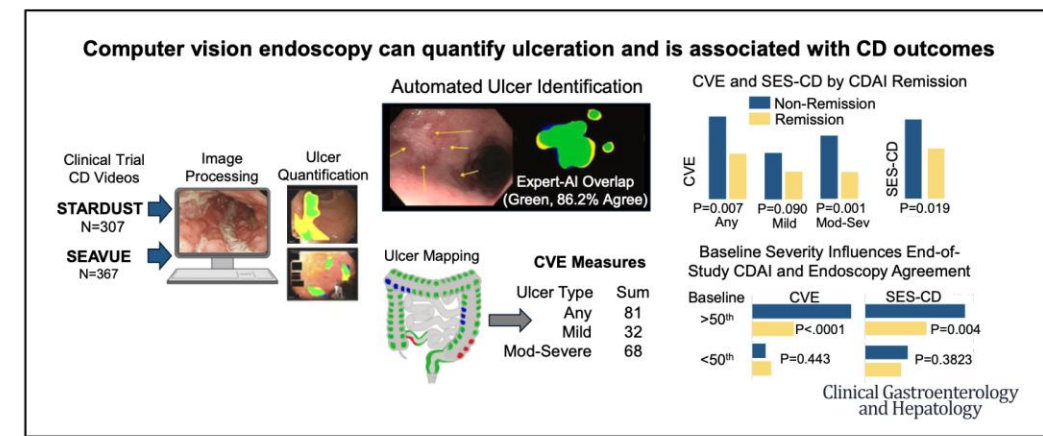 Computer vision endoscopy can quantify ulceration and is associated with CD outcomes
Clinical Trial
CD Videos
STARDUST
N=307
SEAVUE
N=367
Image
Processing
Ulcer
Quantification
Automated Ulcer Identification
Expert-AI Overlap
(Green, 86.2% Agree)
Ulcer Mapping
CVE Measures
Ulcer Type Sum
Any 81
Mild 32
Mod-Severe 68
CVE and SES-CD by CDAI Remission
Non-Remission
Remission
CVE
P=0.007 P=0.090 P=0.001
Any Mild Mod-Sev
SES-CD
P=0.019
Baseline Severity Influences End-of-
Study CDAI and Endoscopy Agreement
Baseline CVE SES-CD
>50th P<.0001 P=0.004
<50th P=0.443 P=0.3823
Clinical Gastroenterology
and Hepatology